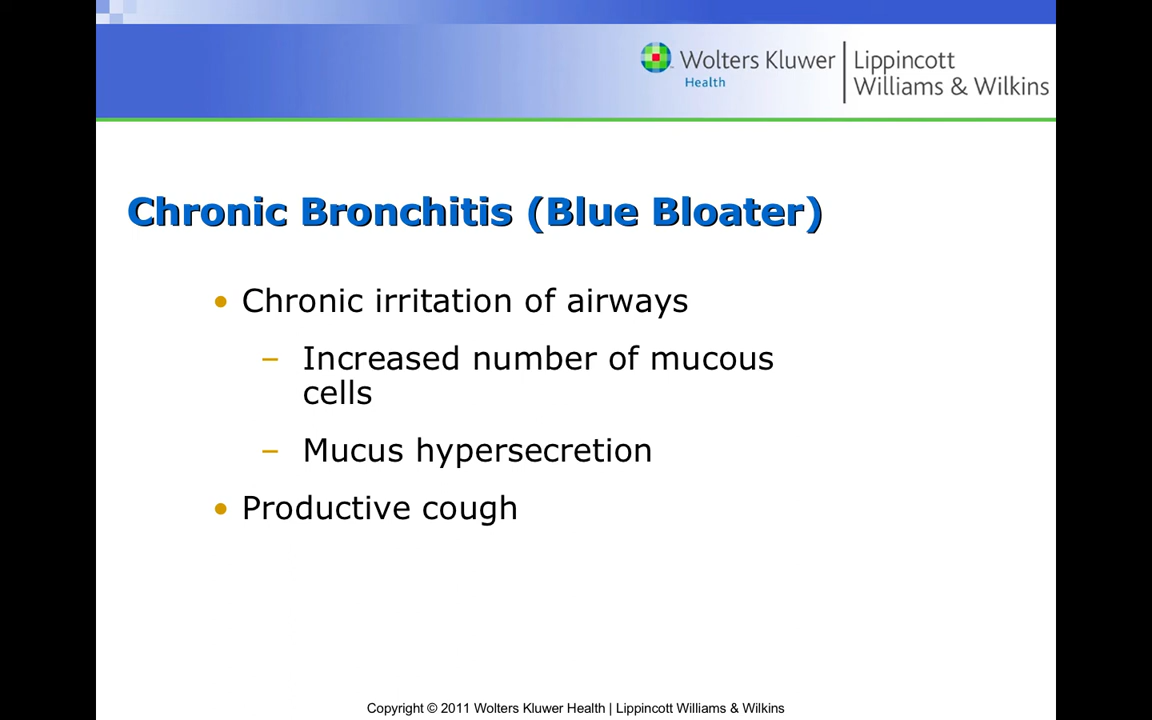 Wolters Kluwer
Health
Lippincott
Williams & Wilkins
Chronic Bronchitis (Blue Bloater)
• Chronic irritation of airways
– Increased number of mucous
cells
– Mucus hypersecretion
• Productive cough
Copyright © 2011 Wolters Kluwer Health | Lippincott Williams & Wilkins